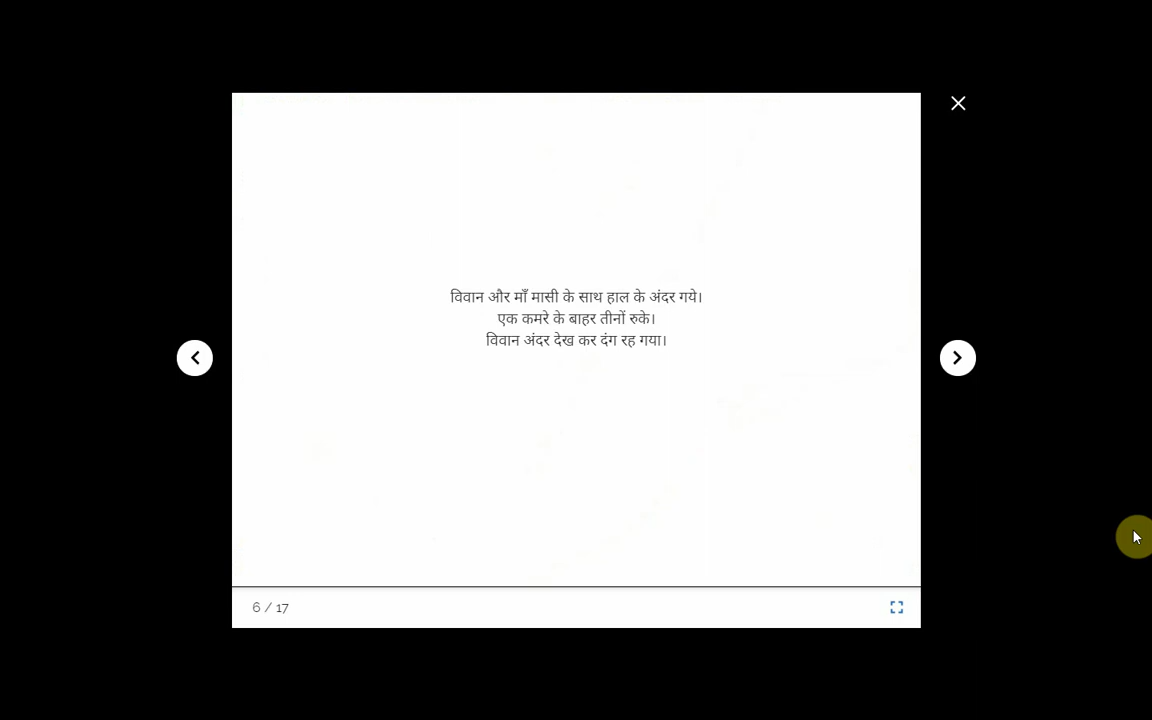 विवान और माँ मासी के साथ हाल के अंदर गये।
एक कमरे के बाहर तीनों रुके।
विवान अंदर देख कर दंग रह गया।
6 / 17